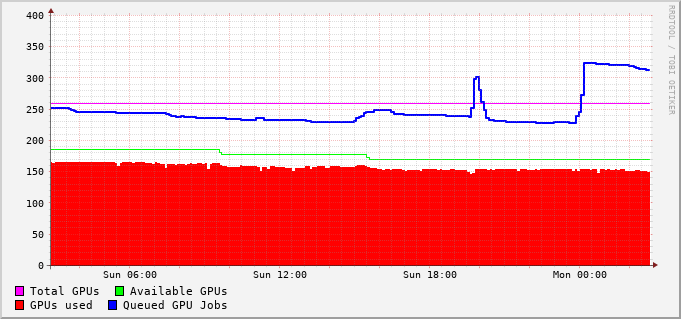 400
350
300
250
200
150
100
50
0
Sun 06:00 Sun 12:00 Sun 18:00 Mon 00:00
Total GPUs Available GPUs
GPUs used Queued GPU Jobs
RRDTOOL / TOBI OETIKER